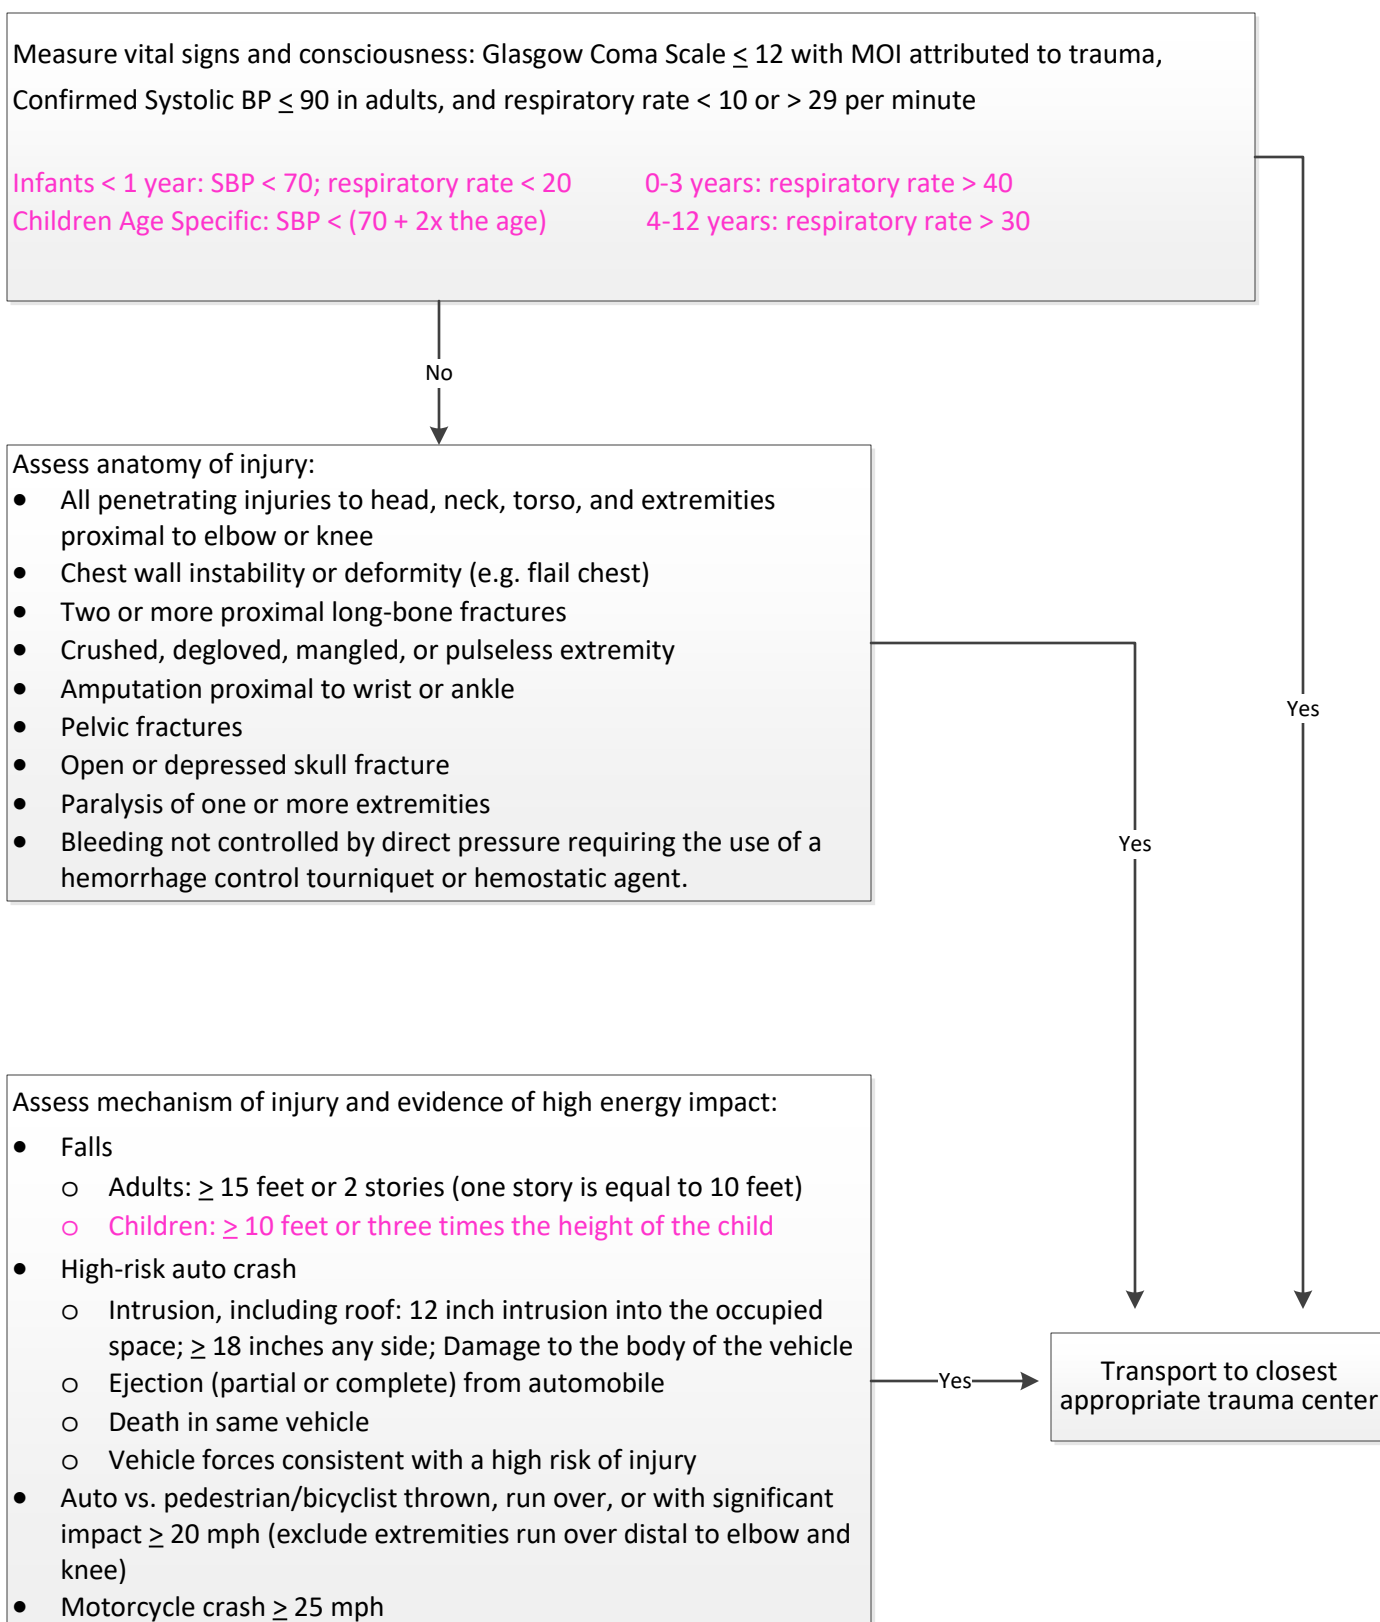 Measure vital signs and consciousness: Glasgow Coma Scale ≤ 12 with MOI attributed to trauma,
Confirmed Systolic BP ≤ 90 in adults, and respiratory rate < 10 or > 29 per minute
Infants < 1 year: SBP < 70; respiratory rate < 20 0-3 years: respiratory rate > 40
Children Age Specific: SBP < (70 + 2x the age) 4-12 years: respiratory rate > 30
No
Assess anatomy of injury:
• All penetrating injuries to head, neck, torso, and extremities
proximal to elbow or knee
• Chest wall instability or deformity (e.g. flail chest)
• Two or more proximal long-bone fractures
• Crushed, degloved, mangled, or pulseless extremity
• Amputation proximal to wrist or ankle
• Pelvic fractures
• Open or depressed skull fracture
• Paralysis of one or more extremities
• Bleeding not controlled by direct pressure requiring the use of a
hemorrhage control tourniquet or hemostatic agent.
Yes
Yes
Assess mechanism of injury and evidence of high energy impact:
• Falls
o Adults: ≥ 15 feet or 2 stories (one story is equal to 10 feet)
o Children: ≥ 10 feet or three times the height of the child
• High-risk auto crash
o Intrusion, including roof: 12 inch intrusion into the occupied
space; ≥ 18 inches any side; Damage to the body of the vehicle
o Ejection (partial or complete) from automobile
o Death in same vehicle
o Vehicle forces consistent with a high risk of injury
• Auto vs. pedestrian/bicyclist thrown, run over, or with significant
impact ≥ 20 mph (exclude extremities run over distal to elbow and
knee)
• Motorcycle crash ≥ 25 mph
Yes
Transport to closest
appropriate trauma center